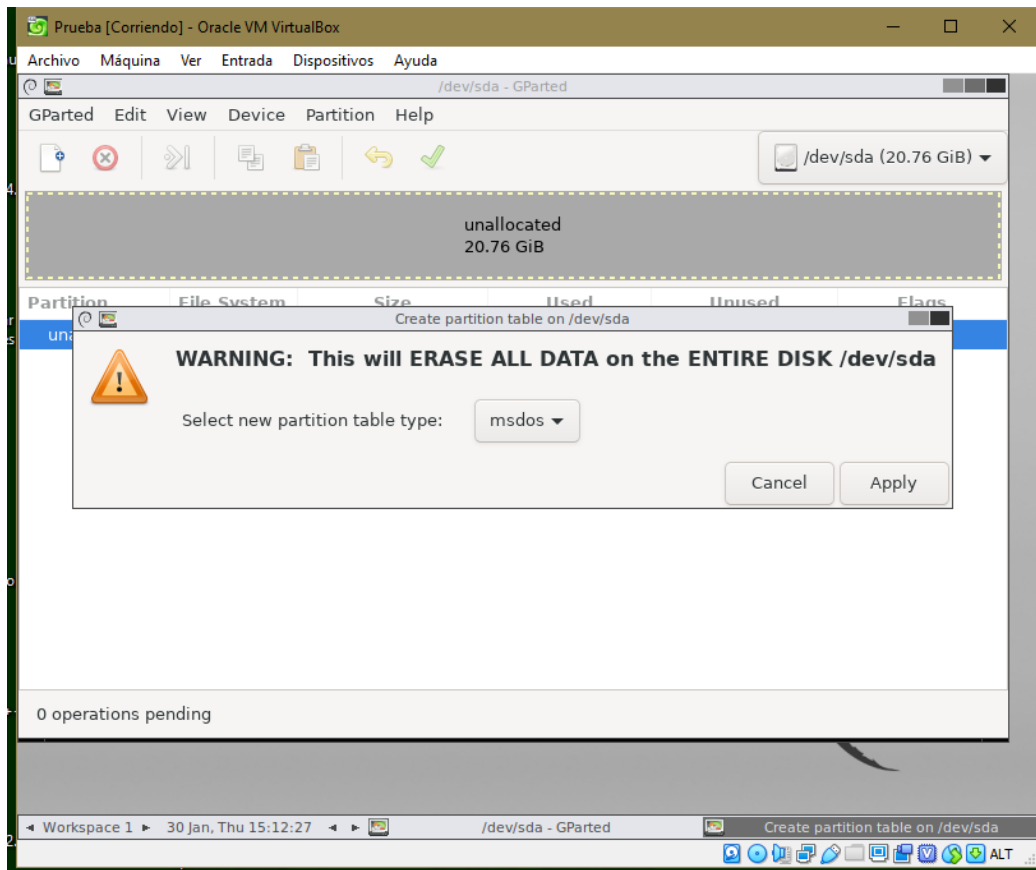 Prueba [Corriendo] - Oracle VM VirtualBox
Archivo Máquina Ver Entrada Dispositivos Ayuda
/dev/sda - GParted
GParted Edit View Device Partition Help
/dev/sda (20.76 GiB)
unallocated
20.76 GiB
Partition File System Size Used Unused Flags
una
Create partition table on /dev/sda
WARNING: This will ERASE ALL DATA on the ENTIRE DISK /dev/sda
Select new partition table type: msdos
Cancel Apply
0 operations pending
Workspace 1 30 Jan, Thu 15:12:27 /dev/sda - GParted Create partition table on /dev/sda
ALT